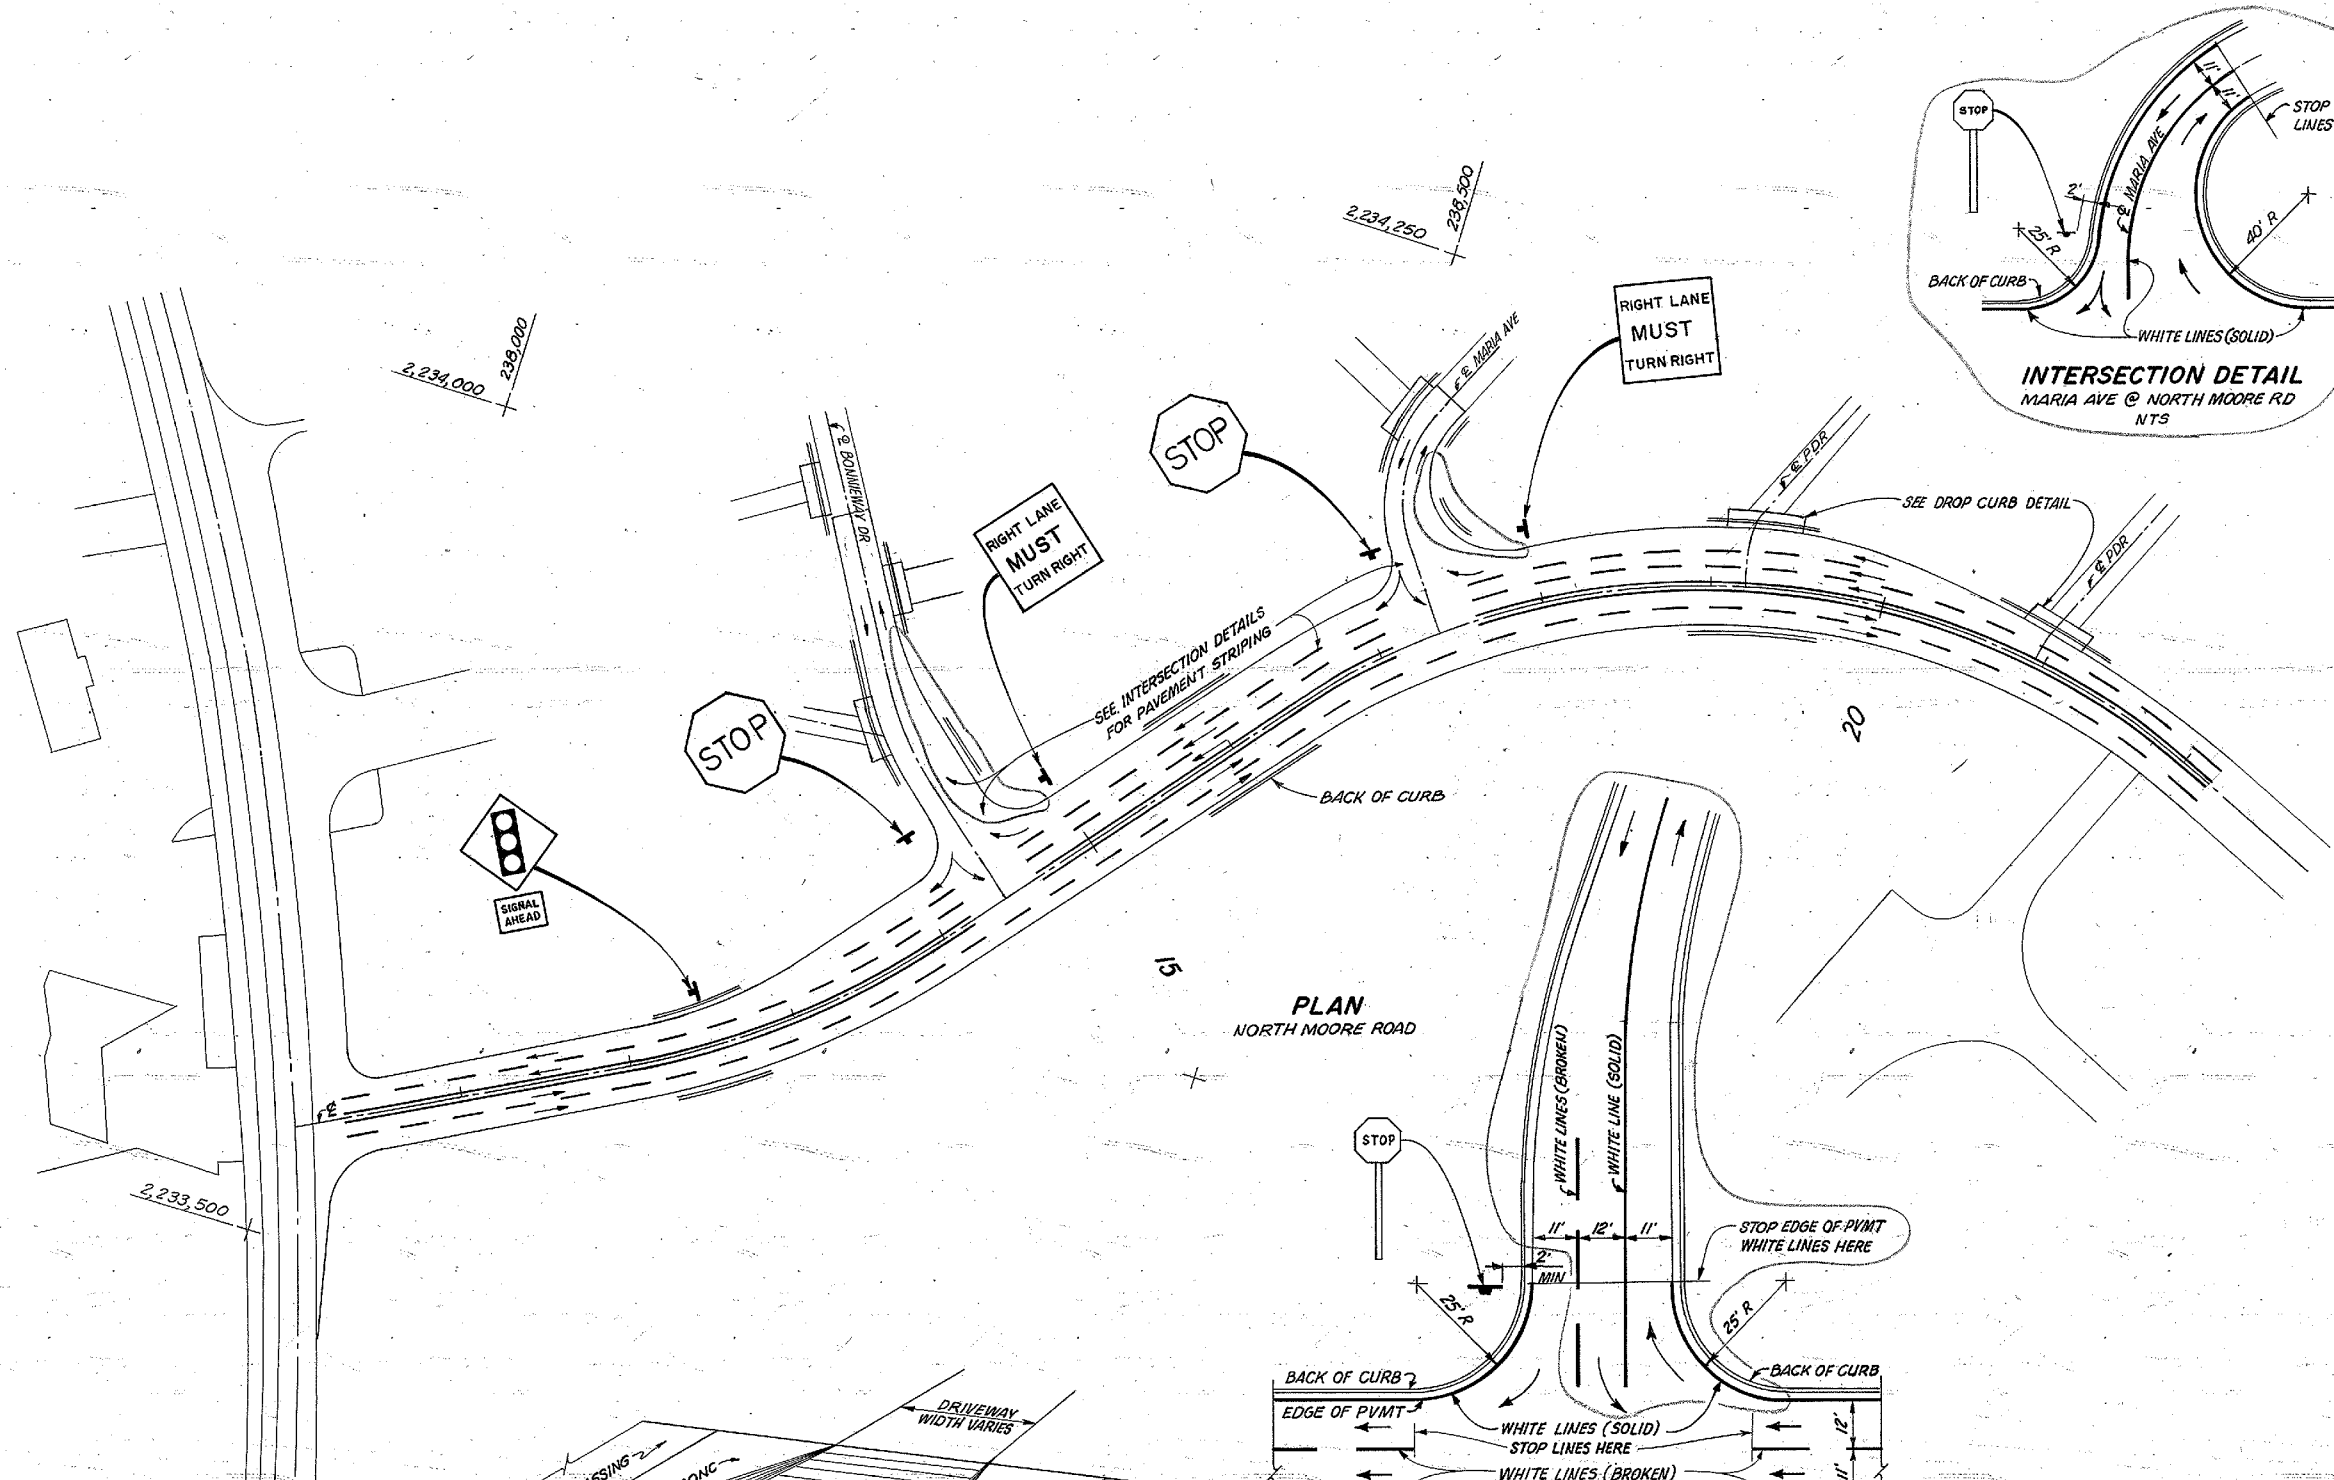 STOP
11'
11'
STOP
LINES
℄ MARIA AVE
2'
25' R
40' R
BACK OF CURB
WHITE LINES (SOLID)
INTERSECTION DETAIL
MARIA AVE @ NORTH MOORE RD
NTS
2,234,250
238,500
2,234,000
238,000
℄ MARIA AVE
RIGHT LANE
MUST
TURN RIGHT
STOP
℄ BONNIEWAY DR
℄ PDR
SEE DROP CURB DETAIL
℄ PDR
RIGHT LANE
MUST
TURN RIGHT
SEE INTERSECTION DETAILS
FOR PAVEMENT STRIPING
STOP
20
BACK OF CURB
SIGNAL
AHEAD
15
PLAN
NORTH MOORE ROAD
℄
2,233,500
STOP
WHITE LINES (BROKEN)
WHITE LINE (SOLID)
11'
12'
11'
STOP EDGE OF PVMT
WHITE LINES HERE
2'
MIN
25' R
25' R
BACK OF CURB
BACK OF CURB
EDGE OF PVMT
WHITE LINES (SOLID)
STOP LINES HERE
WHITE LINES (BROKEN)
12'
11'
DRIVEWAY
WIDTH VARIES